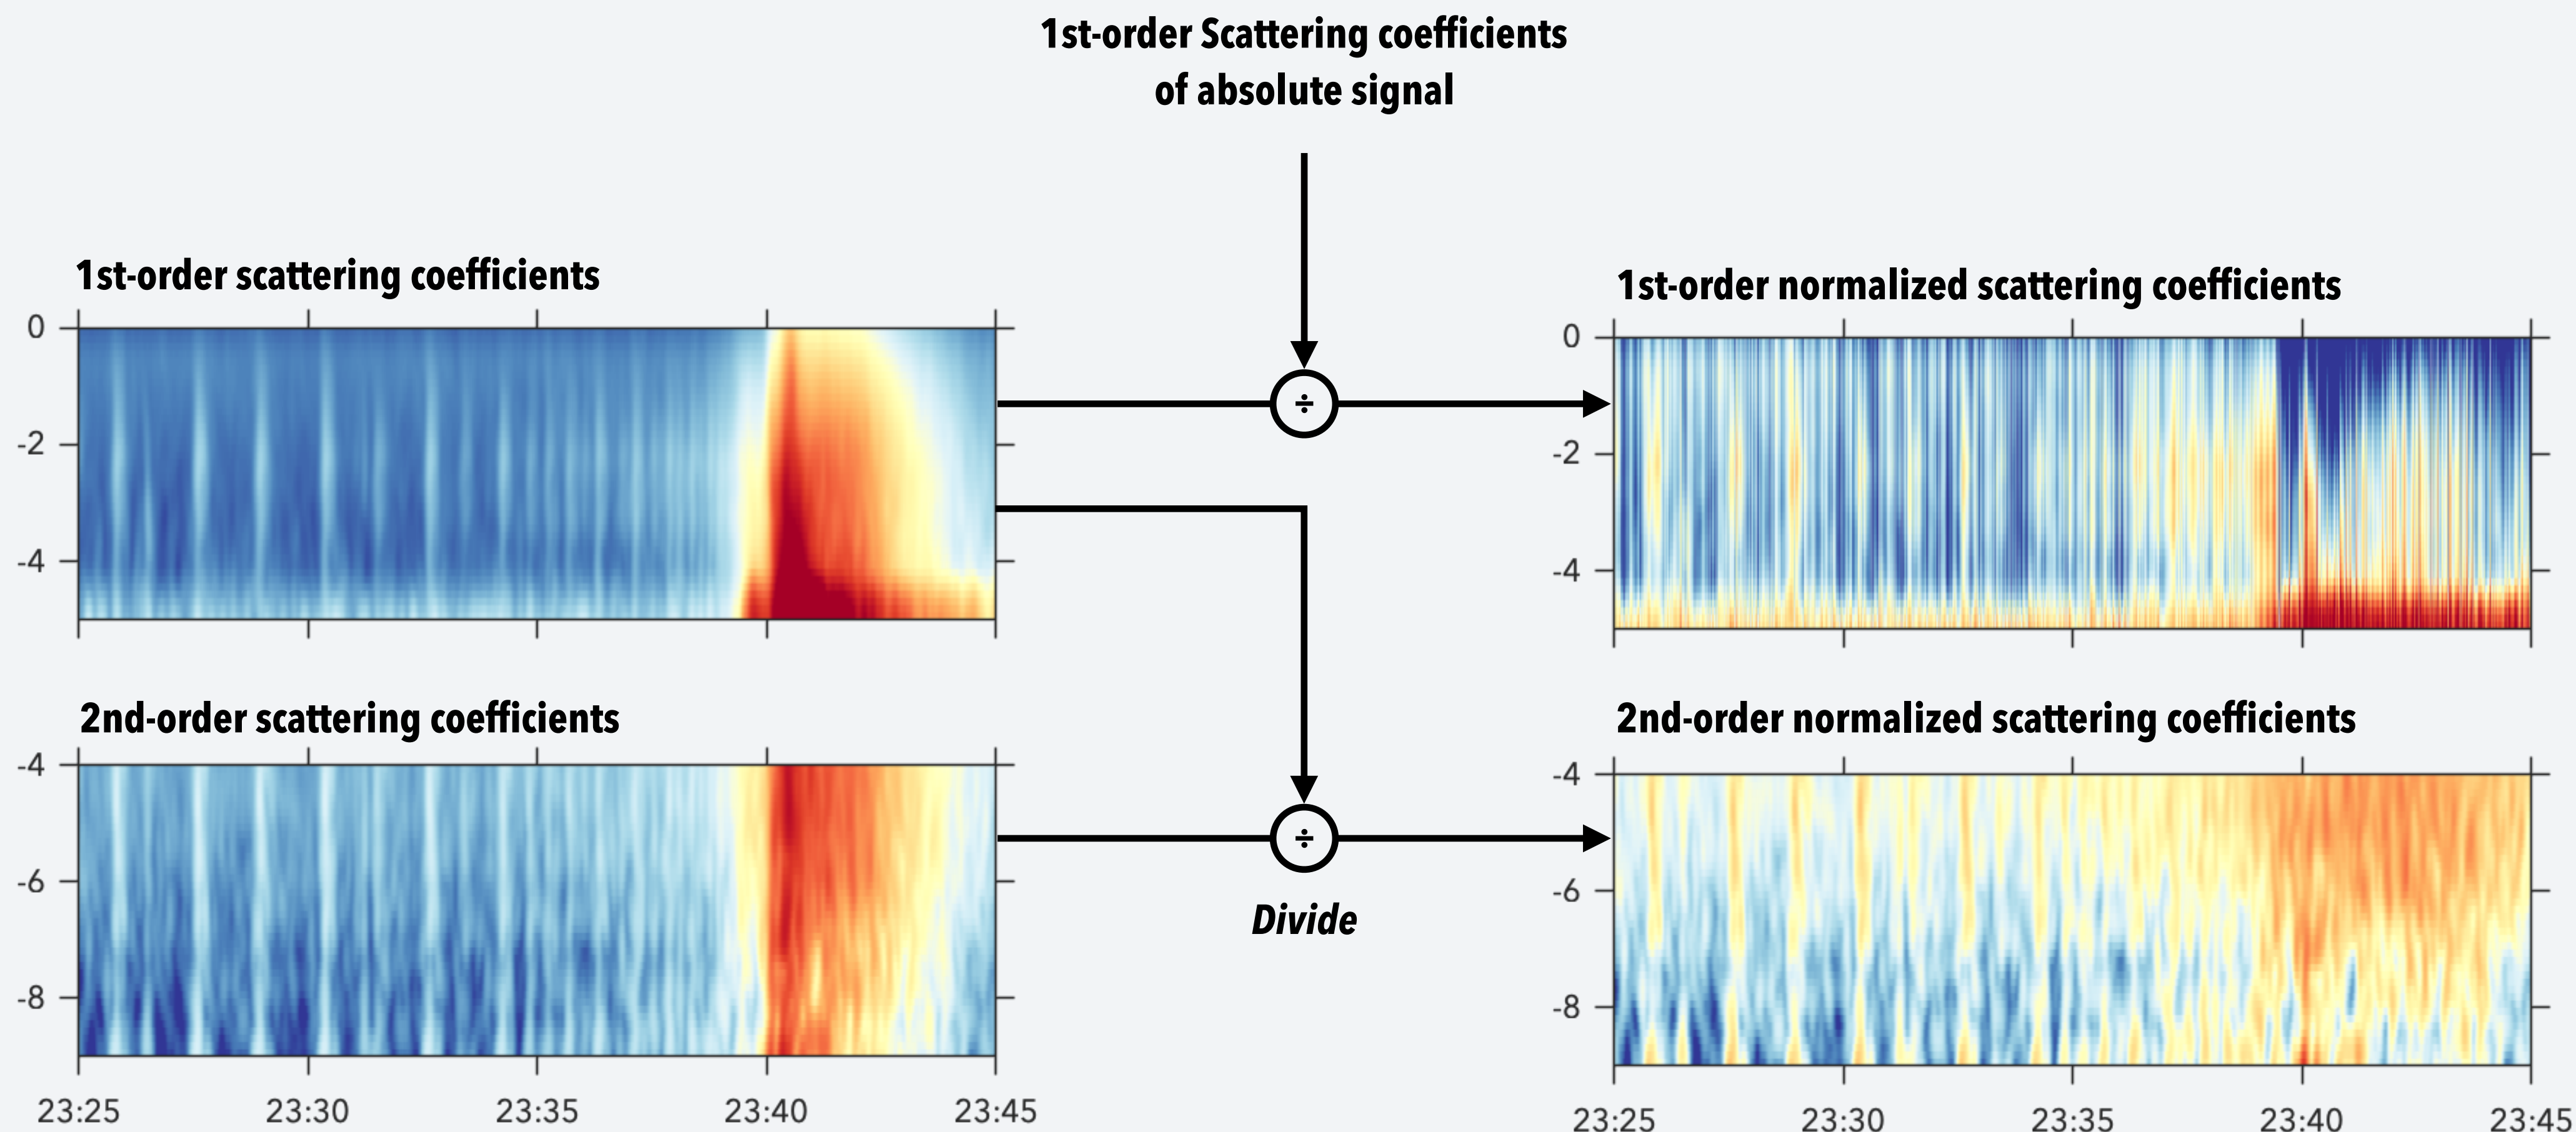 1st-order Scattering coefficients
of absolute signal
1st-order scattering coefficients
0
-2
-4
÷
1st-order normalized scattering coefficients
0
-2
-4
2nd-order scattering coefficients
-4
-6
-8
23:25 23:30 23:35 23:40 23:45
÷
Divide
2nd-order normalized scattering coefficients
-4
-6
-8
23:25 23:30 23:35 23:40 23:45